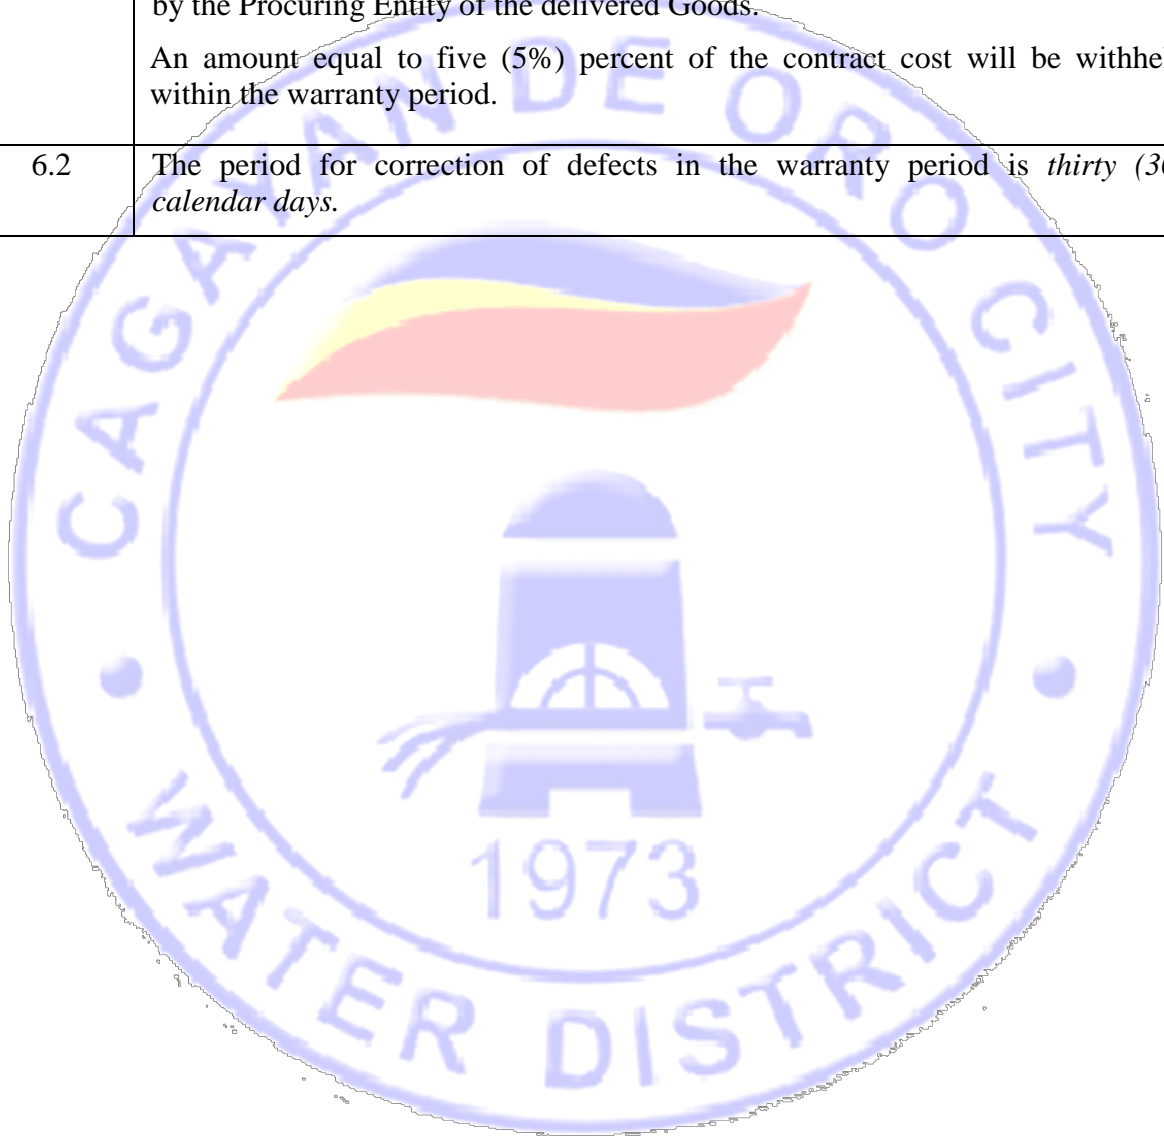 by the Procuring Entity of the delivered Goods.
An amount equal to five (5%) percent of the contract cost will be withhe
within the warranty period.
6.2 The period for correction of defects in the warranty period is thirty (30
calendar days.
CAGAYAN DE ORO CITY
1973
• WATER DISTRICT •